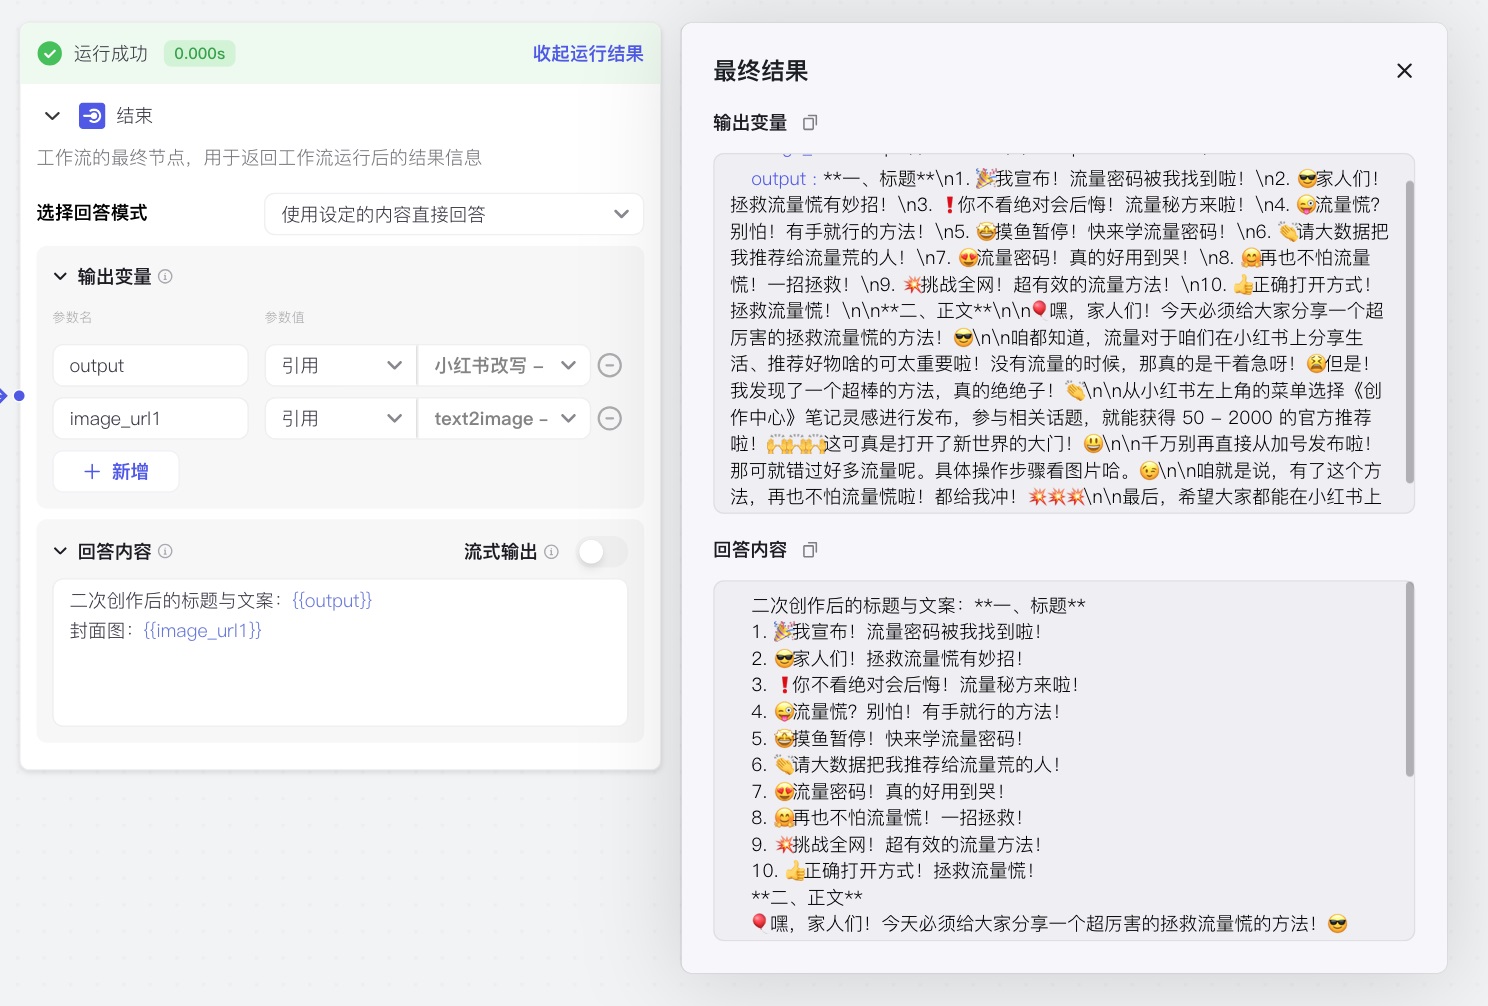 运行成功 0.000s 收起运行结果
结束
工作流的最终节点，用于返回工作流运行后的结果信息
选择回答模式 使用设定的内容直接回答
输出变量
参数名 参数值
output 引用 小红书改写 –
image_url1 引用 text2image –
+ 新增
回答内容 流式输出
二次创作后的标题与文案：{{output}}
封面图：{{image_url1}}
最终结果
输出变量
output : **一、标题**\n1. 🎉我宣布！流量密码被我找到啦！\n2. 😎家人们！
拯救流量慌有妙招！\n3. ❗你不看绝对会后悔！流量秘方来啦！\n4. 😜流量慌？
别怕！有手就行的方法！\n5. 🤩摸鱼暂停！快来学流量密码！\n6. 👏请大数据把
我推荐给流量荒的人！\n7. 😍流量密码！真的好用到哭！\n8. 🤗再也不怕流量
慌！一招拯救！\n9. 💥挑战全网！超有效的流量方法！\n10. 👍正确打开方式！
拯救流量慌！\n\n**二、正文**\n\n🎈嘿，家人们！今天必须给大家分享一个超
厉害的拯救流量慌的方法！😎\n\n咱都知道，流量对于咱们在小红书上分享生
活、推荐好物啥的可太重要啦！没有流量的时候，那真的是干着急呀！😫但是！
我发现了一个超棒的方法，真的绝绝子！👏\n\n从小红书左上角的菜单选择《创
作中心》笔记灵感进行发布，参与相关话题，就能获得 50 – 2000 的官方推荐
啦！🙌🙌🙌这可真是打开了新世界的大门！😃\n\n千万别再直接从加号发布啦！
那可就错过好多流量呢。具体操作步骤看图片哈。😉\n\n咱就是说，有了这个方
法，再也不怕流量慌啦！都给我冲！💥💥💥\n\n最后，希望大家都能在小红书上
回答内容
二次创作后的标题与文案：**一、标题**
1. 🎉我宣布！流量密码被我找到啦！
2. 😎家人们！拯救流量慌有妙招！
3. ❗你不看绝对会后悔！流量秘方来啦！
4. 😜流量慌？别怕！有手就行的方法！
5. 🤩摸鱼暂停！快来学流量密码！
6. 👏请大数据把我推荐给流量荒的人！
7. 😍流量密码！真的好用到哭！
8. 🤗再也不怕流量慌！一招拯救！
9. 💥挑战全网！超有效的流量方法！
10. 👍正确打开方式！拯救流量慌！
**二、正文**
🎈嘿，家人们！今天必须给大家分享一个超厉害的拯救流量慌的方法！😎